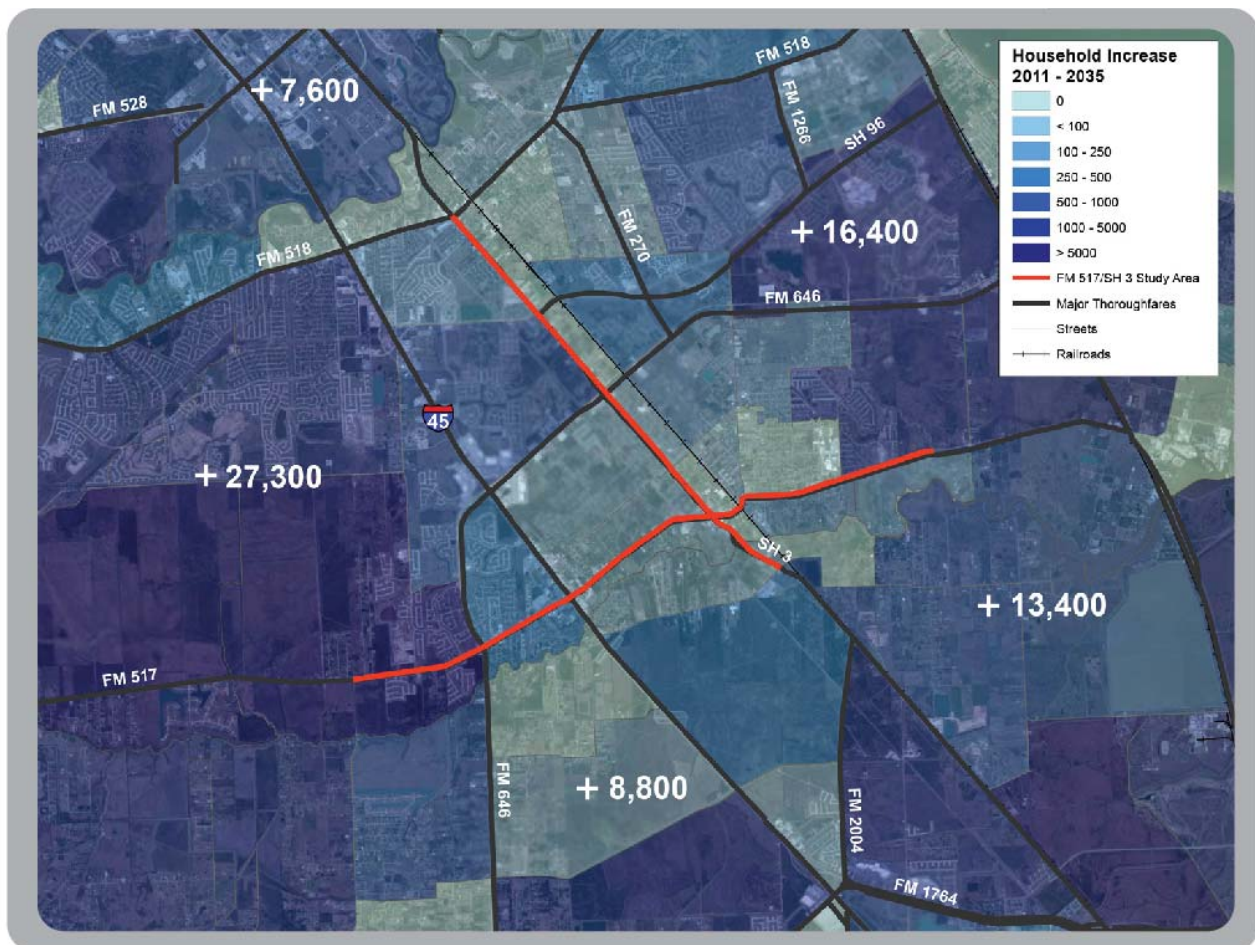 FM 518
FM 528
+ 7,600
FM 1266
SH 96
Household Increase
2011 - 2035
0
< 100
100 - 250
250 - 500
500 - 1000
1000 - 5000
> 5000
FM 517/SH 3 Study Area
Major Thoroughfares
Streets
Railroads
FM 518
FM 270
+ 16,400
FM 646
45
+ 27,300
SH 3
+ 13,400
FM 517
+ 8,800
FM 646
FM 2004
FM 1764